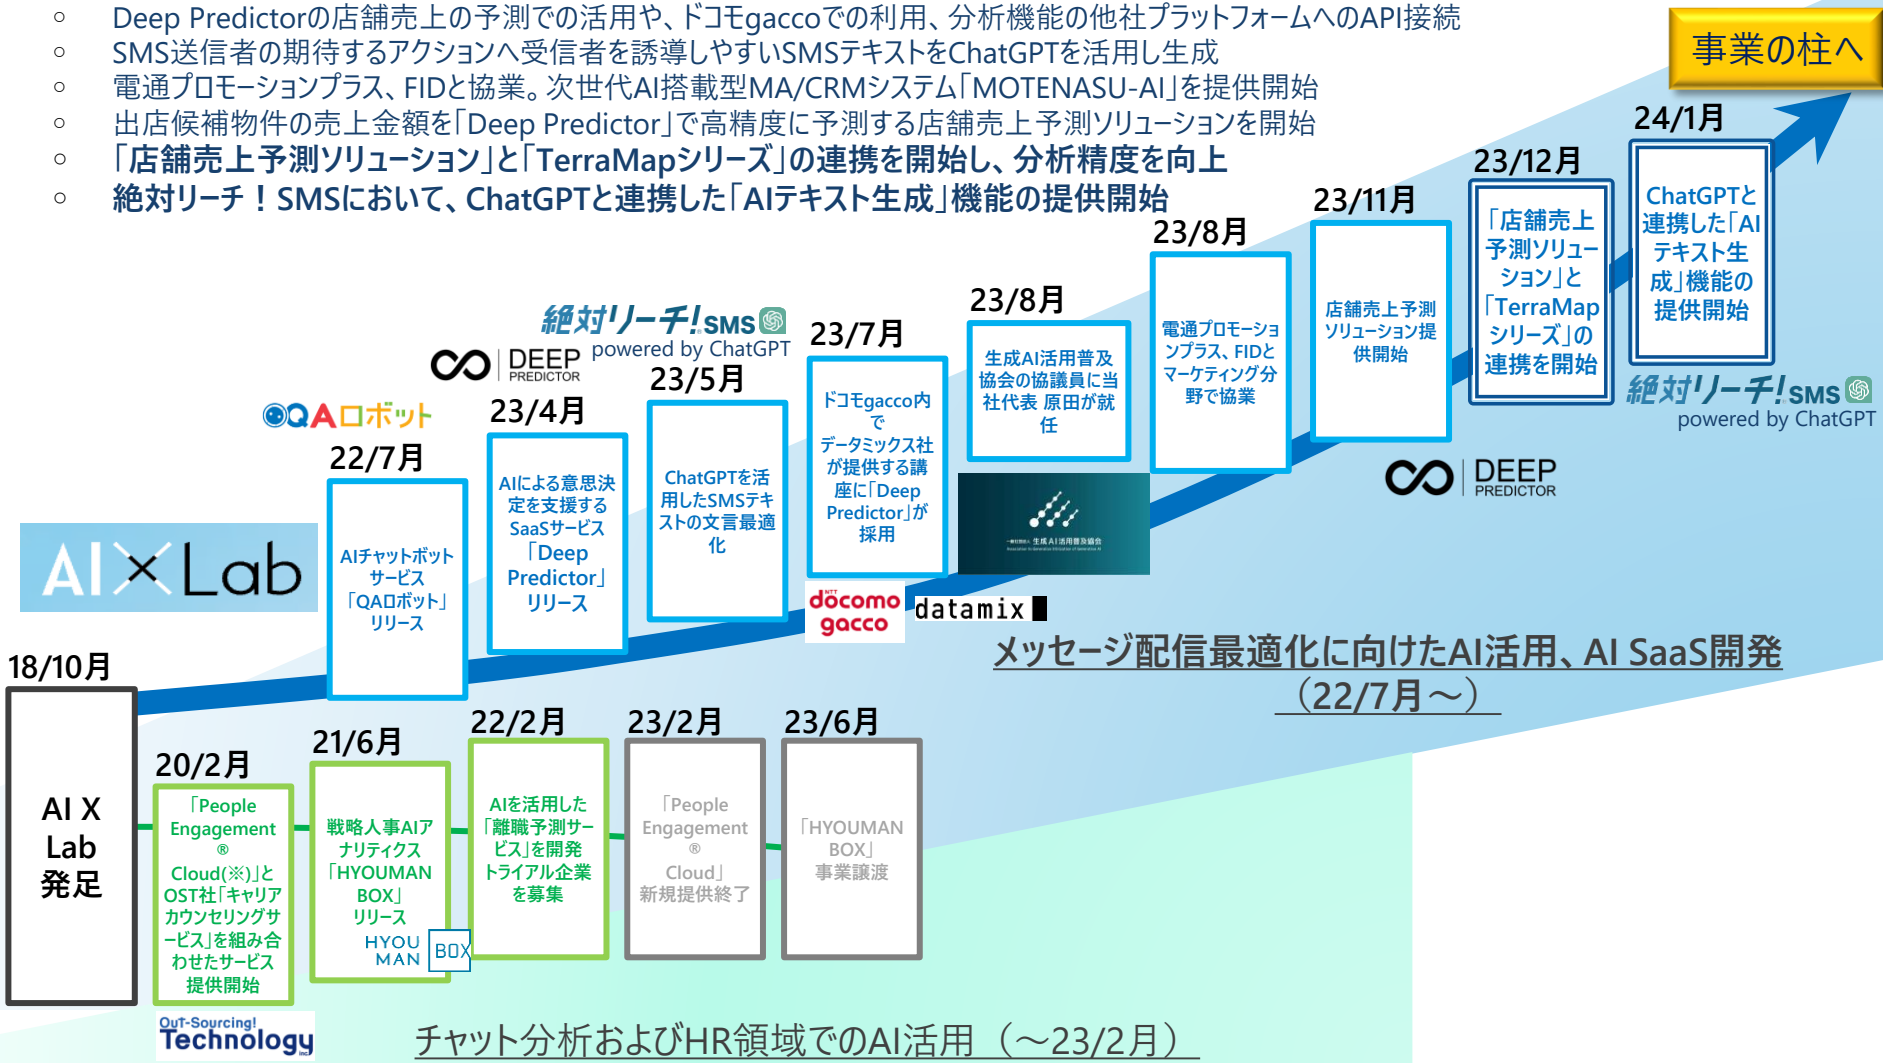 ○ Deep Predictorの店舗売上の予測での活用や、ドコモgaccoでの利用、分析機能の他社プラットフォームへのAPI接続
○ SMS送信者の期待するアクションへ受信者を誘導しやすいSMSテキストをChatGPTを活用し生成
○ 電通プロモーションプラス、FIDと協業。次世代AI搭載型MA/CRMシステム「MOTENASU-AI」を提供開始
○ 出店候補物件の売上金額を「Deep Predictor」で高精度に予測する店舗売上予測ソリューションを開始
○ 「店舗売上予測ソリューション」と「TerraMapシリーズ」の連携を開始し、分析精度を向上
○ 絶対リーチ！SMSにおいて、ChatGPTと連携した「AIテキスト生成」機能の提供開始
事業の柱へ
AI X Lab
18/10月
AI X
Lab
発足
QAロボット
22/7月
AIチャットボット
サービス
「QAロボット」
リリース
DEEP
PREDICTOR
23/4月
AIによる意思決
定を支援する
SaaSサービス
「Deep
Predictor」
リリース
絶対リーチ!SMS
powered by ChatGPT
23/5月
ChatGPTを活
用したSMSテキ
ストの文言最適
化
23/7月
ドコモgacco内
で
データミックス社
が提供する講
座に「Deep
Predictor」が
採用
NTT
döcomo
gacco
datamix
23/8月
生成AI活用普及
協会の協議員に当
社代表 原田が就
任
一般社団法人 生成AI活用普及協会
23/8月
電通プロモーショ
ンプラス、FIDと
マーケティング分
野で協業
23/11月
店舗売上予測
ソリューション提
供開始
DEEP
PREDICTOR
23/12月
「店舗売上
予測ソリュー
ション」と
「TerraMap
シリーズ」の
連携を開始
24/1月
ChatGPTと
連携した「AI
テキスト生
成」機能の
提供開始
絶対リーチ!SMS
powered by ChatGPT
メッセージ配信最適化に向けたAI活用、AI SaaS開発
（22/7月～）
20/2月
「People
Engagement
®
Cloud(※)」と
OST社「キャリア
カウンセリングサ
ービス」を組み合
わせたサービス
提供開始
OuT-Sourcing!
Technology
Inc.
21/6月
戦略人事AIア
ナリティクス
「HYOUMAN
BOX」
リリース
HYOU
MAN
BOX
22/2月
AIを活用した
「離職予測サー
ビス」を開発
トライアル企業
を募集
23/2月
「People
Engagement
®
Cloud」
新規提供終了
23/6月
「HYOUMAN
BOX」
事業譲渡
チャット分析およびHR領域でのAI活用（～23/2月）